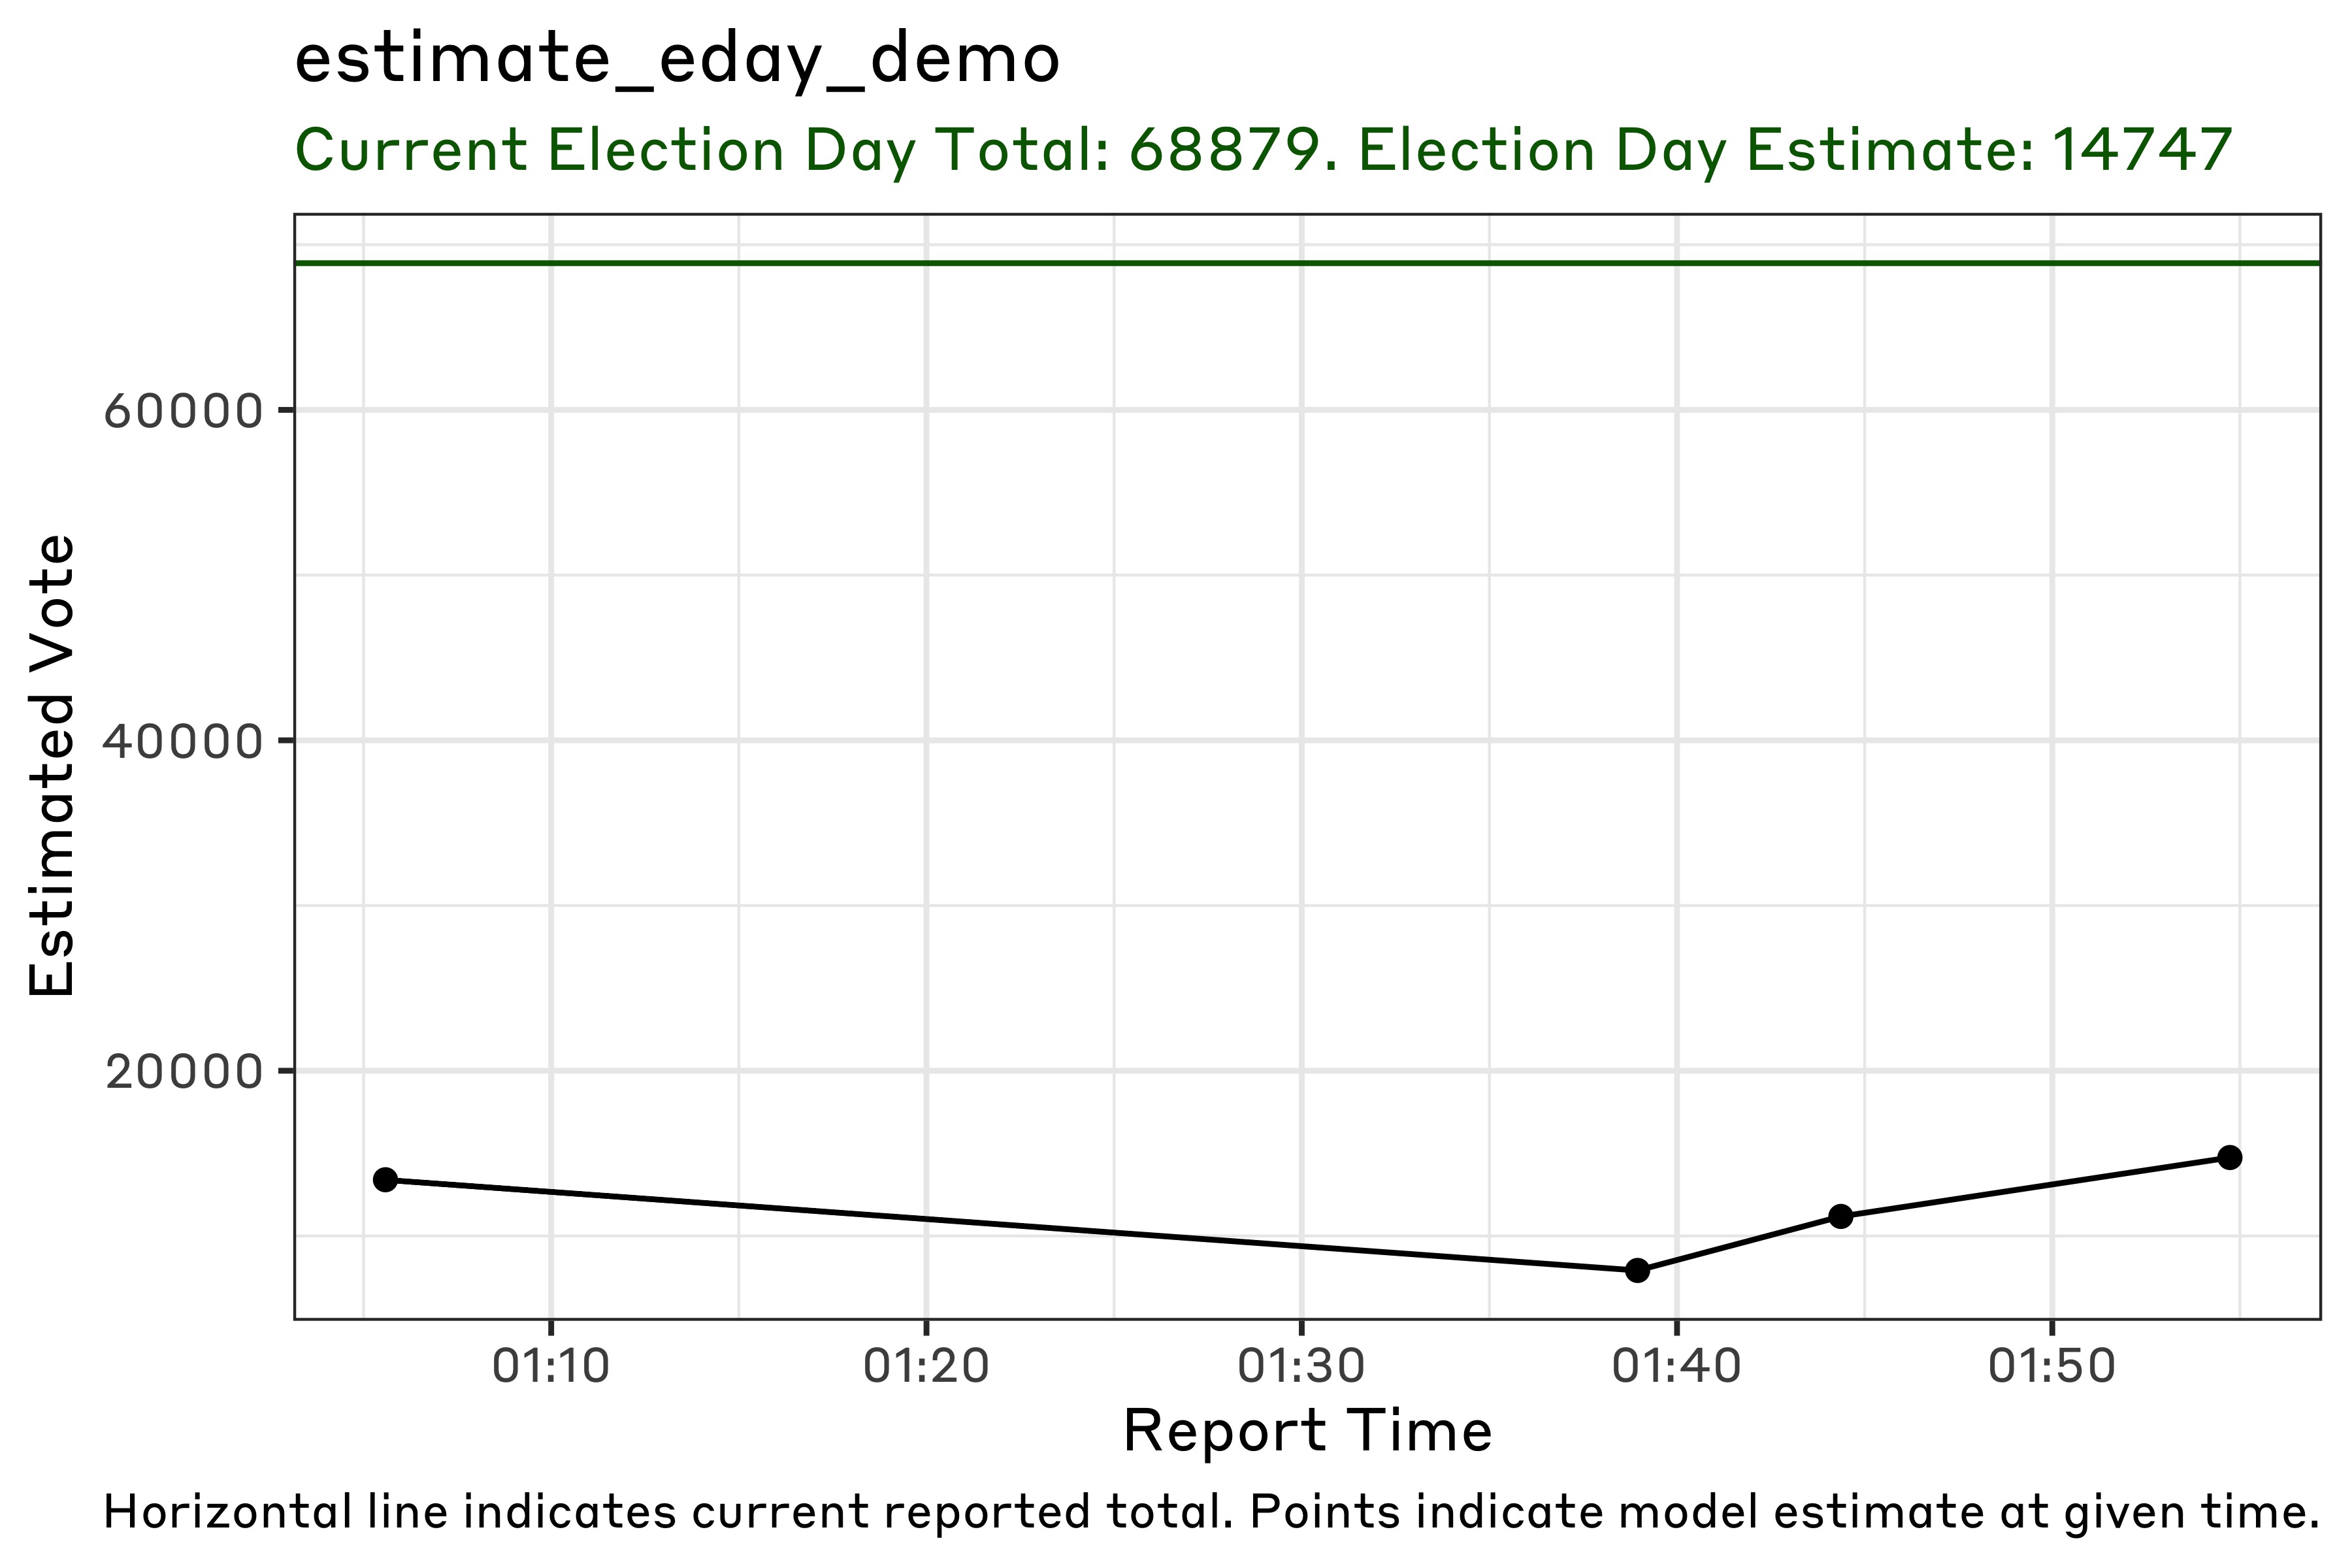 estimate_eday_demo
Current Election Day Total: 68879. Election Day Estimate: 14747
Estimated Vote
60000
40000
20000
01:10
01:20
01:30
01:40
01:50
Report Time
Horizontal line indicates current reported total. Points indicate model estimate at given time.